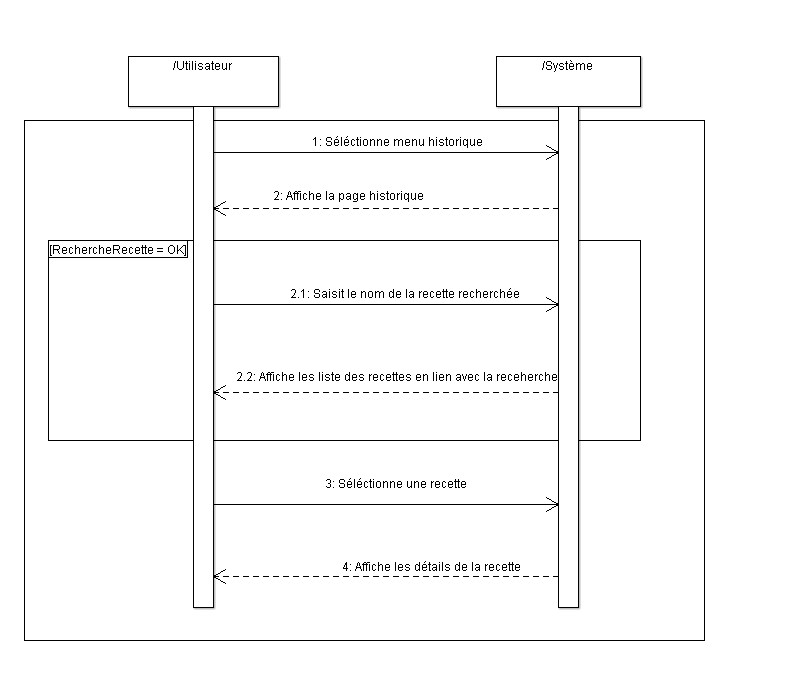 /Utilisateur
/Système
1: Séléctionne menu historique
2: Affiche la page historique
[RechercheRecette = OK]
2.1: Saisit le nom de la recette recherchée
2.2: Affiche les liste des recettes en lien avec la receherche
3: Séléctionne une recette
4: Affiche les détails de la recette